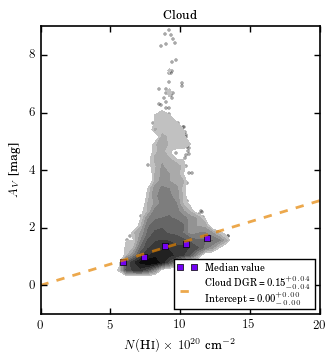 Cloud
8
6
4
2
0
A_V [mag]
Median value
Cloud DGR = 0.15^{+0.04}_{-0.04}
Intercept = 0.00^{+0.00}_{-0.00}
0 5 10 15 20
N(HI) × 10^{20} cm^{-2}